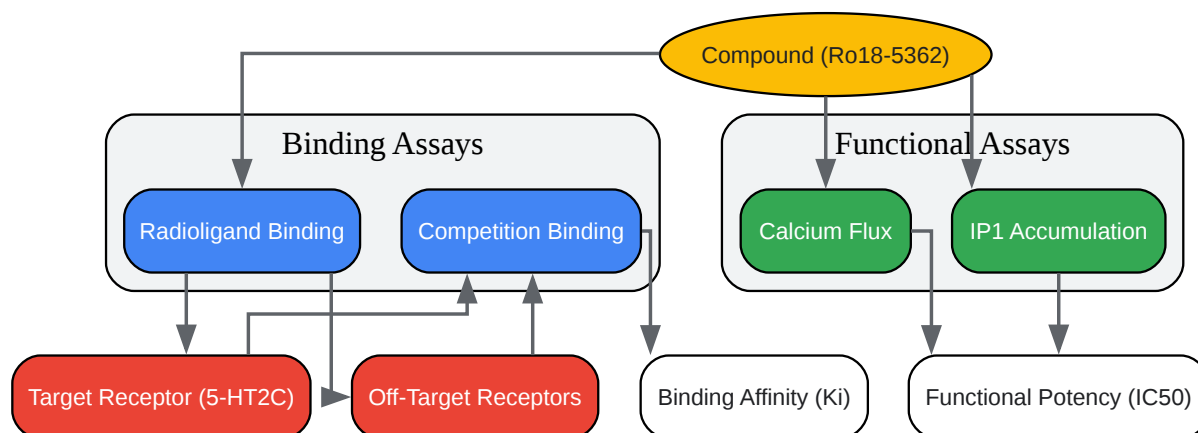 Compound (Ro18-5362)
Binding Assays
Functional Assays
Radioligand Binding
Competition Binding
Calcium Flux
IP1 Accumulation
Target Receptor (5-HT2C)
Off-Target Receptors
Binding Affinity (Ki)
Functional Potency (IC50)